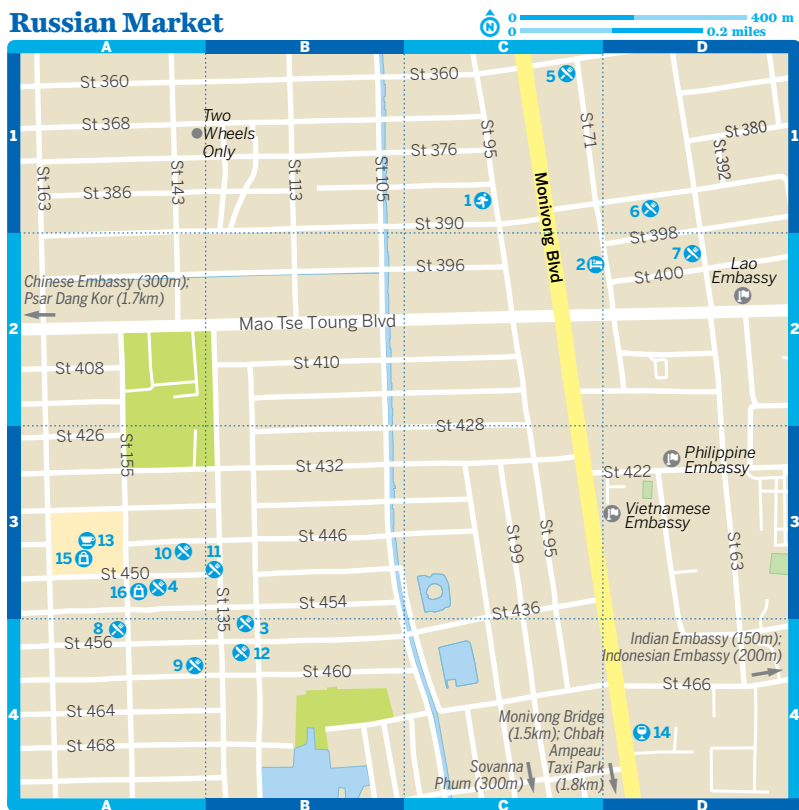 Russian Market
N
0 400 m
0 0.2 miles
A B C D
1 1
2 2
3 3
4 4
A B C D
St 360
St 360
5
St 368
Two
Wheels
Only
St 376
St 95
St 71
St 380
St 392
St 163
St 143
St 113
St 105
St 386
1
6
Monivong Blvd
St 390
St 398
7
St 396
2
St 400
Lao
Embassy
Chinese Embassy (300m);
Psar Dang Kor (1.7km)
Mao Tse Toung Blvd
St 408
St 410
St 426
St 155
St 428
St 432
St 422
Philippine
Embassy
Vietnamese
Embassy
13
15
10
11
St 446
St 99
St 95
St 63
St 450
16
4
St 135
St 454
St 436
8
3
St 456
12
9
St 460
Indian Embassy (150m);
Indonesian Embassy (200m)
St 466
St 464
St 468
Monivong Bridge
(1.5km); Chbah
Ampeau
Taxi Park
(1.8km)
Sovanna
Phum (300m)
14